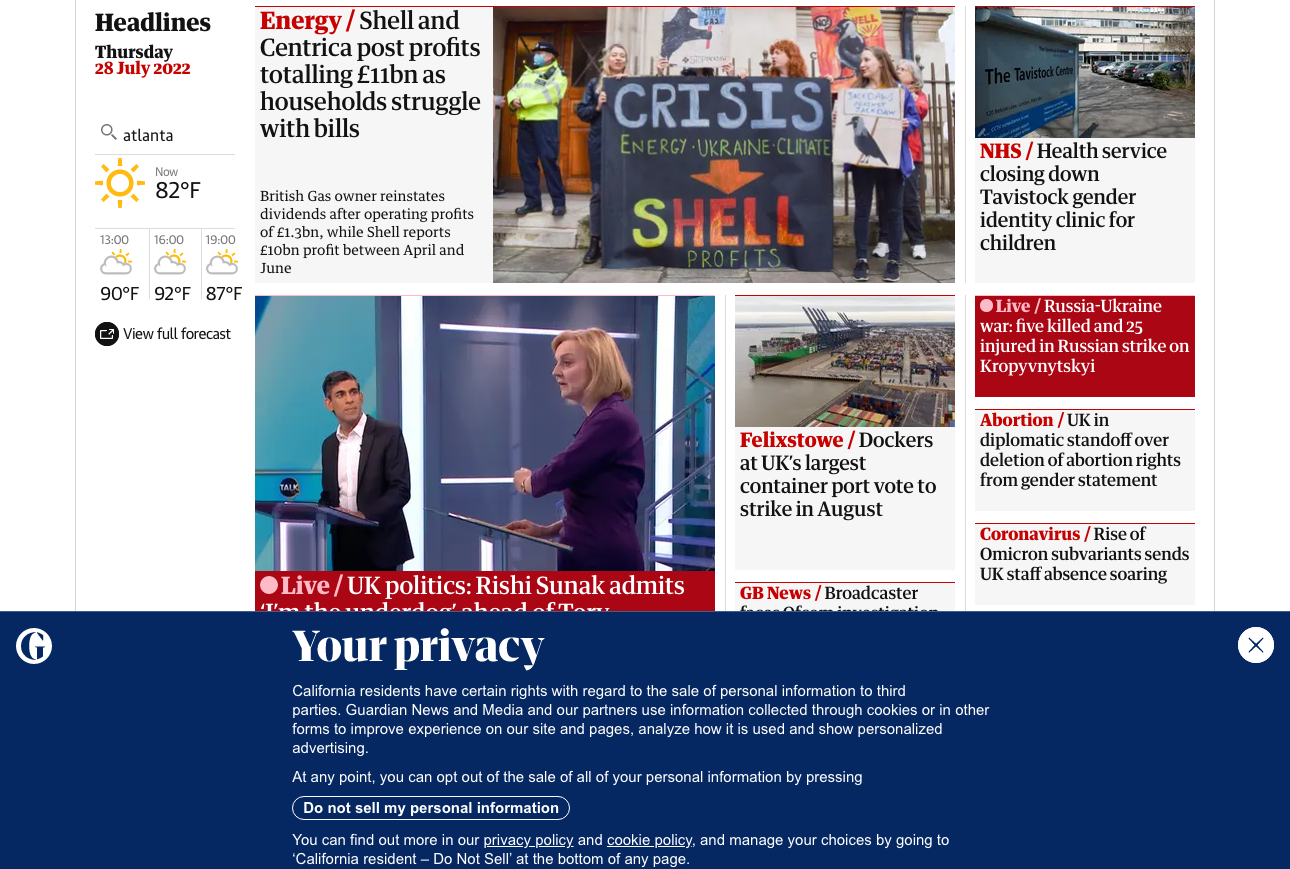 Headlines
Thursday
28 July 2022
atlanta
Now
82°F
13:00
16:00
19:00
90°F
92°F
87°F
View full forecast
Energy / Shell and
Centrica post profits
totalling £11bn as
households struggle
with bills
British Gas owner reinstates
dividends after operating profits
of £1.3bn, while Shell reports
£10bn profit between April and
June
CRISIS
ENERGY·UKRAINE·CLIMATE
SHELL
PROFITS
The Tavistock Centre
NHS / Health service
closing down
Tavistock gender
identity clinic for
children
TALK
Live / UK politics: Rishi Sunak admits
‘I’m the underdog’ ahead of Tory
Felixstowe / Dockers
at UK’s largest
container port vote to
strike in August
GB News / Broadcaster
faces Ofcom investigation
Live / Russia-Ukraine
war: five killed and 25
injured in Russian strike on
Kropyvnytskyi
Abortion / UK in
diplomatic standoff over
deletion of abortion rights
from gender statement
Coronavirus / Rise of
Omicron subvariants sends
UK staff absence soaring
Your privacy
California residents have certain rights with regard to the sale of personal information to third
parties. Guardian News and Media and our partners use information collected through cookies or in other
forms to improve experience on our site and pages, analyze how it is used and show personalized
advertising.
At any point, you can opt out of the sale of all of your personal information by pressing
Do not sell my personal information
You can find out more in our privacy policy and cookie policy, and manage your choices by going to
‘California resident – Do Not Sell’ at the bottom of any page.